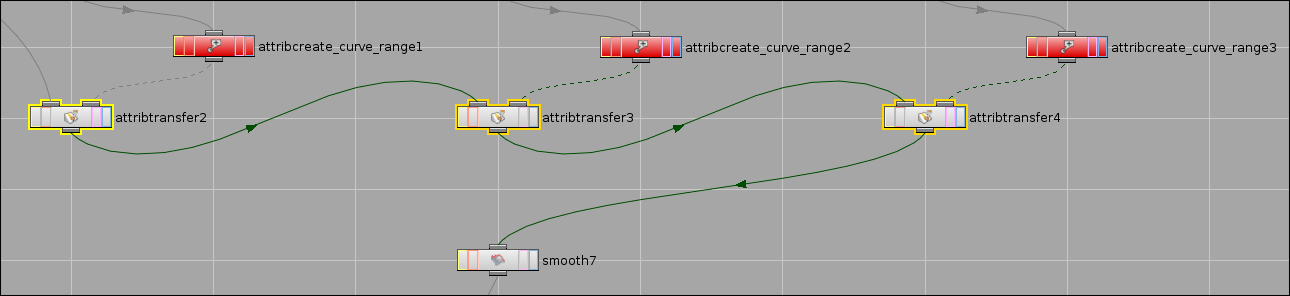 attribcreate_curve_range1
attribcreate_curve_range2
attribcreate_curve_range3
attribtransfer2
attribtransfer3
attribtransfer4
smooth7